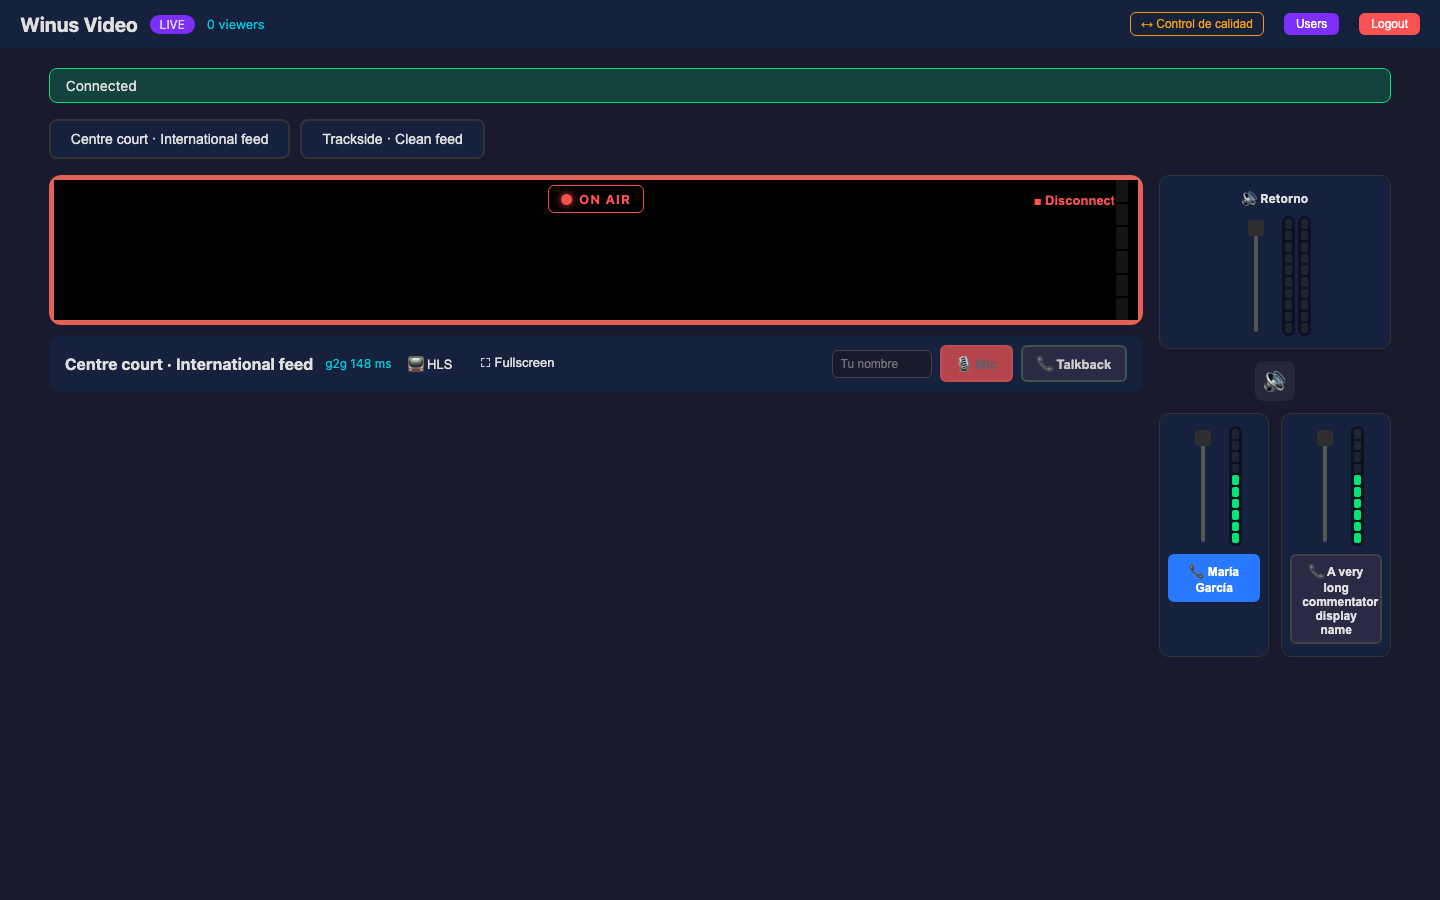 Winus Video LIVE 0 viewers
↔ Control de calidad Users Logout
Connected
Centre court · International feed
Trackside · Clean feed
ON AIR
■ Disconnect
Centre court · International feed g2g 148 ms HLS Fullscreen
Tu nombre Mic Talkback
Retorno
María
García
A very
long
commentator
display
name